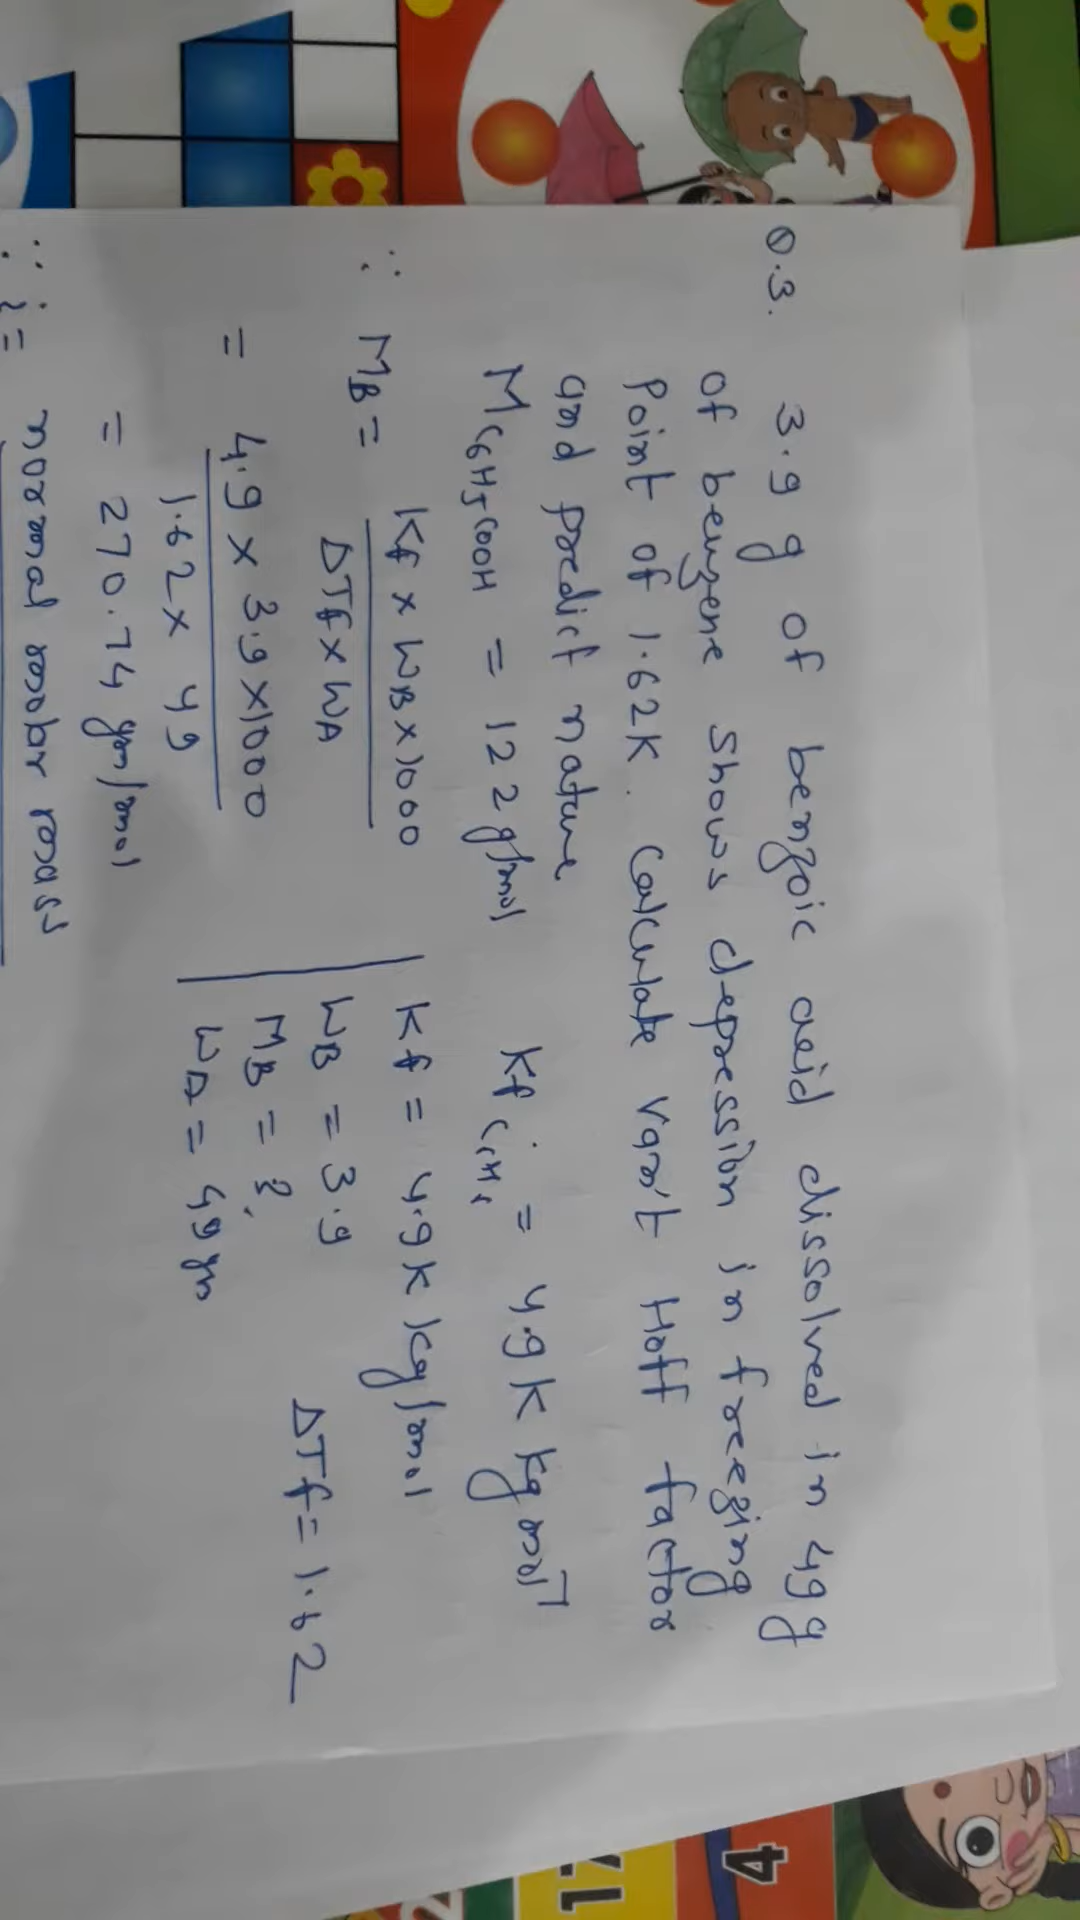 Q.3. 3.9 g of benzoic acid dissolved in 49 g
of benzene shows depression in freezing
Point of 1.62K. Calculate Van't Hoff factor
and predict nature
M C6H5COOH = 122 g/mol Kf C6H6 = 4.9 K kg mol-1
∴ MB = Kf x WB x 1000
ΔTf x WA
= 4.9 x 3.9 x 1000
1.62 x 49
= 270.74 gm/mol
Kf = 4.9 K kg/mol
WB = 3.9
MB = ?
WA = 49 gm
ΔTf = 1.62
∴ i = normal molar mass
4
17
2